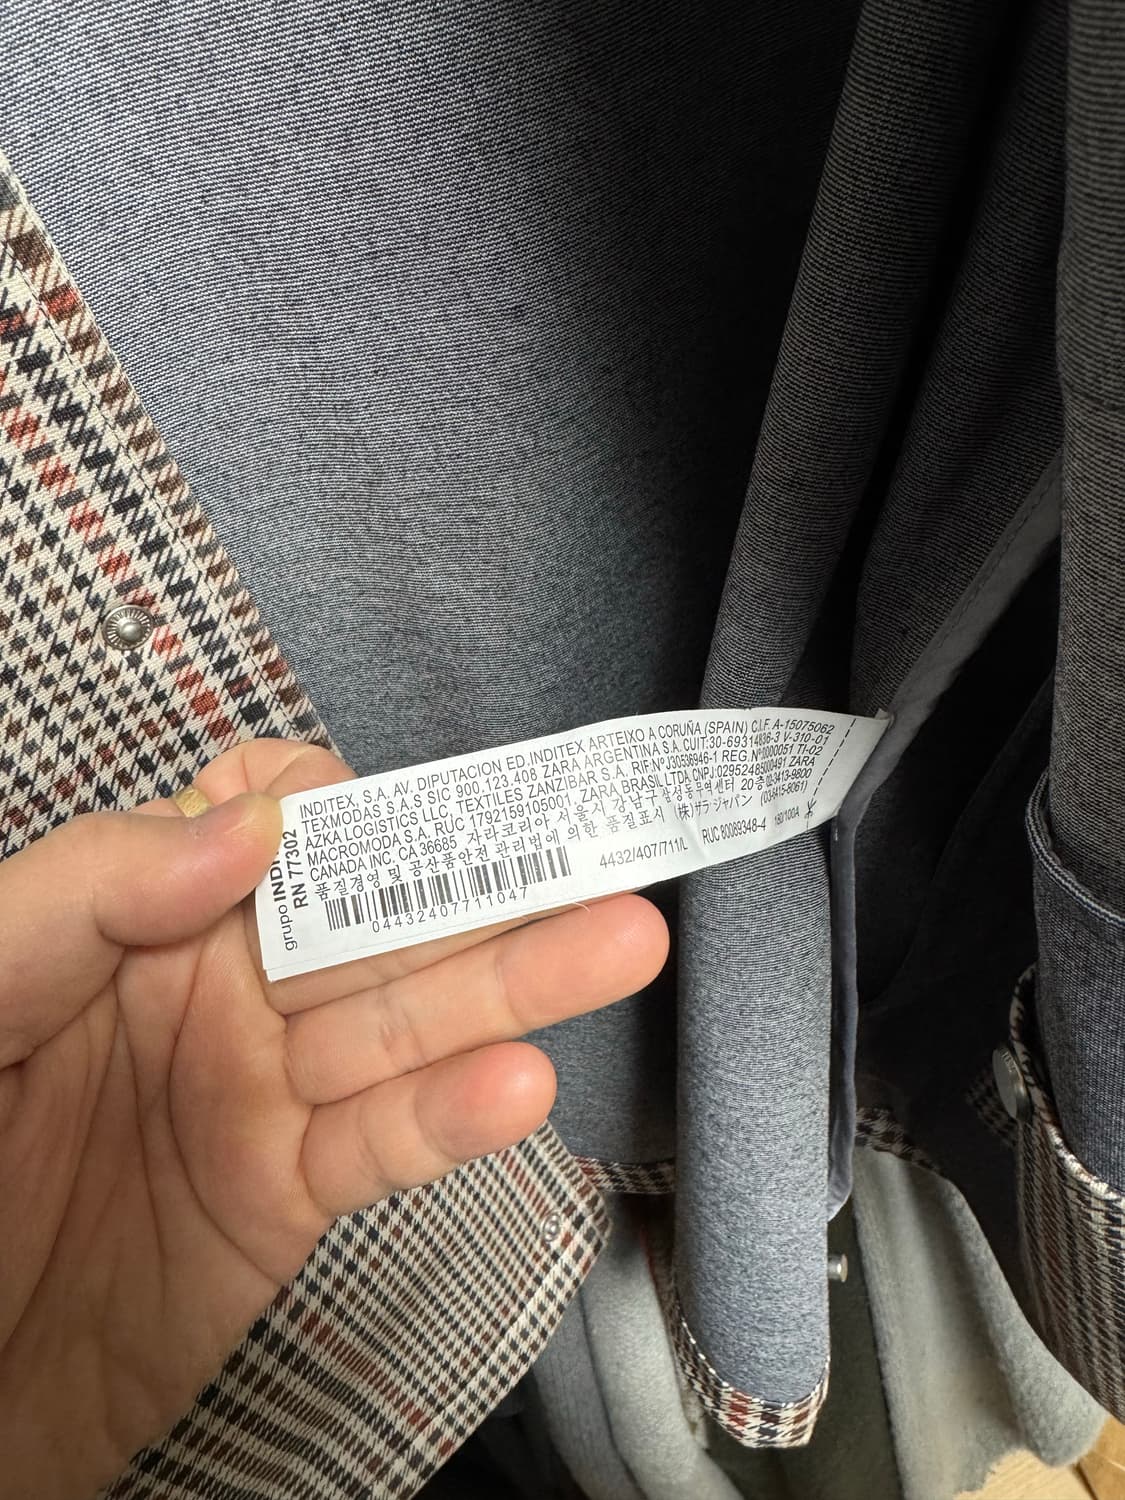 grupo INDI
RN 77302
INDITEX, S.A. AV. DIPUTACION ED.INDITEX ARTEIXO A CORUÑA (SPAIN) C.I.F. A-15075062
TEXMODAS S.A.S SIC 900.123.408 ZARA ARGENTINA S.A. CUIT:30-69314836-3 V-310-01
AZKA LOGISTICS LLC, TEXTILES ZANZIBAR S.A. RIF.Nº J30536946-1 REG.Nº000051 TI-02
MACROMODA S.A. RUC 1792159105001. ZARA BRASIL LTDA CNPJ:02952485000491 ZARA
CANADA INC. CA 36685 자라코리아 서울시 강남구 삼성동무역센터 20층
품질경영 및 공산품안전 관리법에 의한 품질표시 (株)ザラ・ジャパン (03-6415-8061)
04432407711047
4432/407/711/L
RUC 80089348-4
180/100A